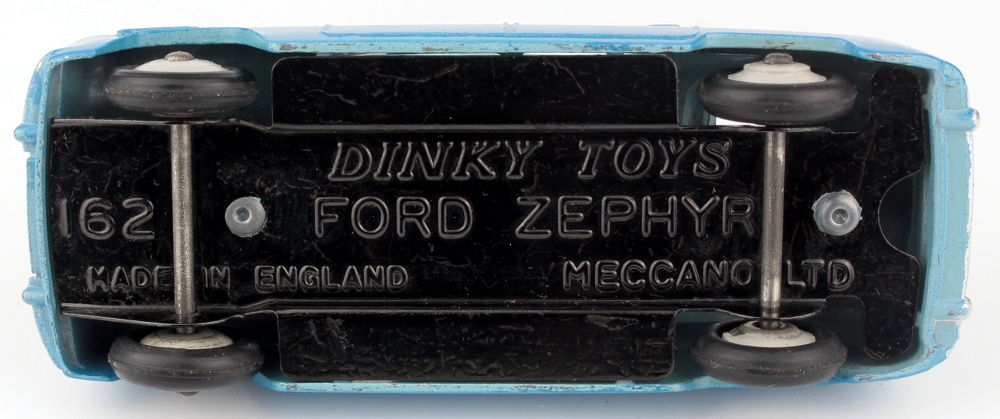 DINKY TOYS
162 FORD ZEPHYR
MADE IN ENGLAND MECCANO LTD